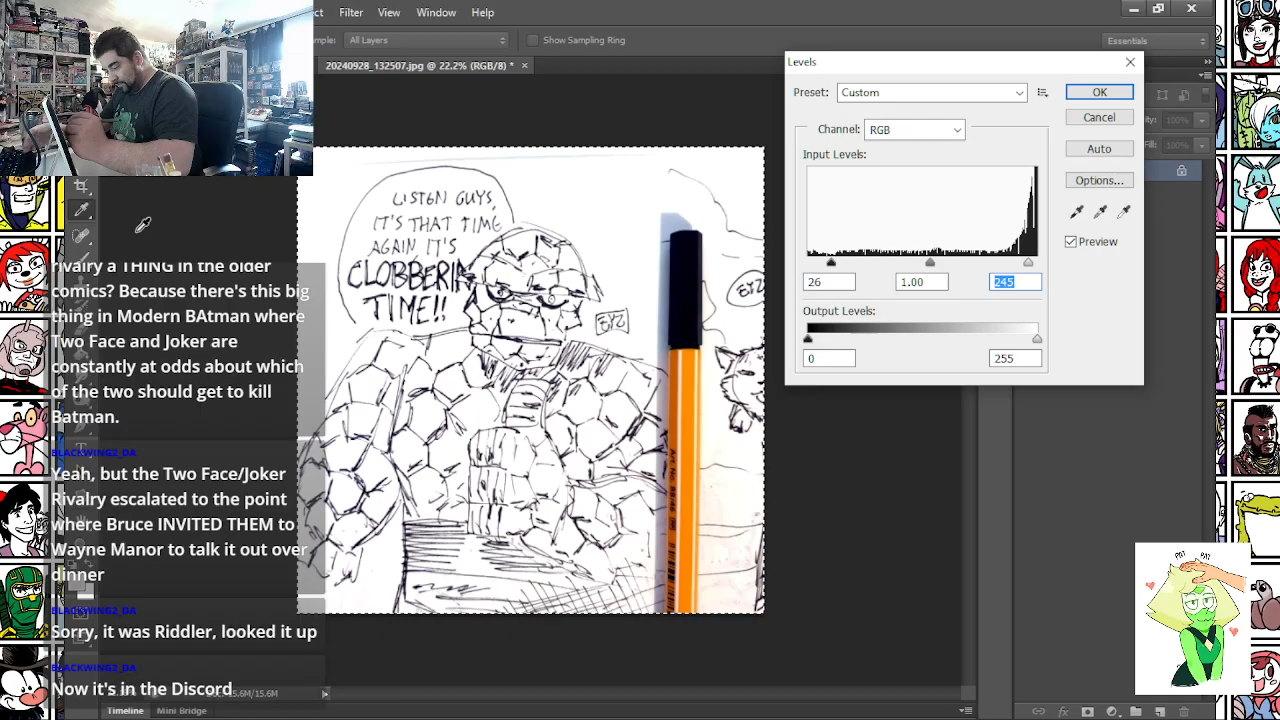 Filter
View
Window
Help
All Layers
Show Sampling Ring
Essentials
20240928_132507.jpg @ 22.2% (RGB/8) *
Levels
Preset:
Custom
OK
Channel:
RGB
Cancel
Input Levels:
Auto
Options...
Preview
26
1.00
245
Output Levels:
0
255
LISTEN GUYS,
IT'S THAT TIME
AGAIN IT'S
CLOBBERIN
TIME!!
EYZ
rivalry a THING in the older
comics? Because there's this big
thing in Modern BAtman where
Two Face and Joker are
constantly at odds about which
of the two should get to kill
Batman.
BLACKWING2_DA
Yeah, but the Two Face/Joker
Rivalry escalated to the point
where Bruce INVITED THEM to
Wayne Manor to talk it out over
dinner
BLACKWING2_DA
Sorry, it was Riddler, looked it up
BLACKWING2_DA
Now it's in the Discord
Timeline
Mini Bridge